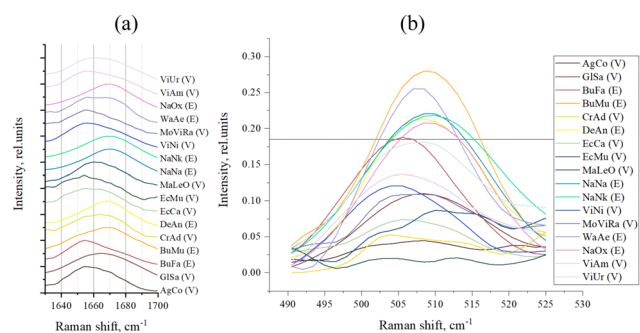 (a)
(b)
Intensity, rel.units
ViUr (V)
ViAm (V)
NaOx (E)
WaAe (E)
MoViRa (V)
ViNi (V)
NaNk (E)
NaNa (E)
MaLeO (V)
EcMu (V)
EcCa (V)
DeAn (E)
CrAd (V)
BuMu (E)
BuFa (E)
GlSa (V)
AgCo (V)
1640 1660 1680 1700
Raman shift, cm-1
Intensity, rel.units
0.30
0.25
0.20
0.15
0.10
0.05
0.00
490 495 500 505 510 515 520 525 530
Raman shift, cm-1
AgCo (V)
GlSa (V)
BuFa (E)
BuMu (E)
CrAd (V)
DeAn (E)
EcCa (V)
EcMu (V)
MaLeO (V)
NaNa (E)
NaNk (E)
ViNi (V)
MoViRa (V)
WaAe (E)
NaOx (E)
ViAm (V)
ViUr (V)